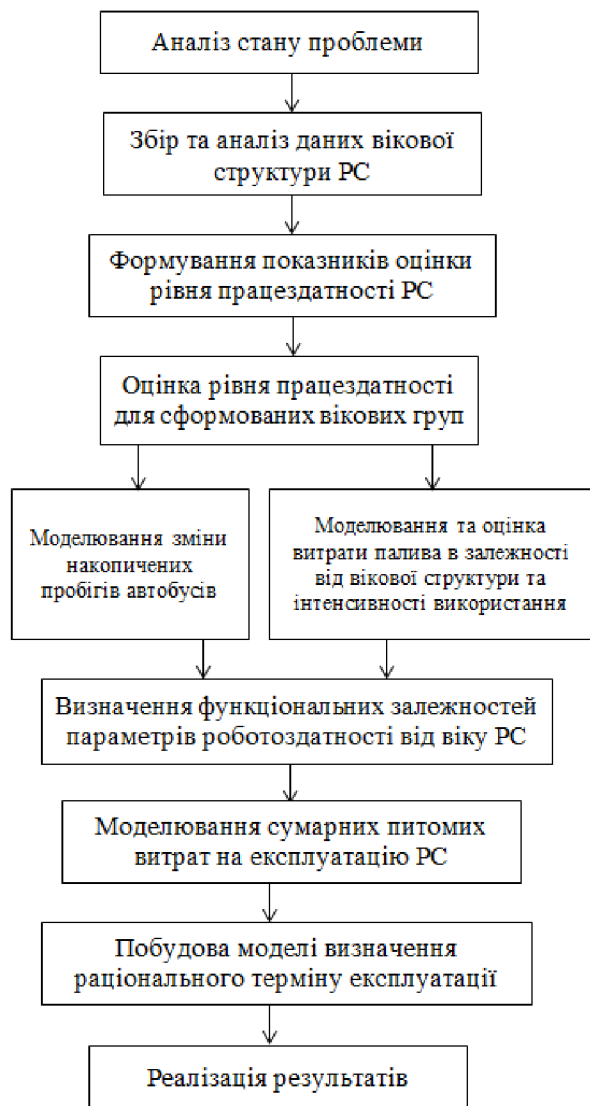 Аналіз стану проблеми
Збір та аналіз даних вікової
структури РС
Формування показників оцінки
рівня працездатності РС
Оцінка рівня працездатності
для сформованих вікових груп
Моделювання зміни
накопичених
пробігів автобусів
Моделювання та оцінка
витрати палива в залежності
від вікової структури та
інтенсивності використання
Визначення функціональних залежностей
параметрів роботоздатності від віку РС
Моделювання сумарних питомих
витрат на експлуатацію РС
Побудова моделі визначення
раціонального терміну експлуатації
Реалізація результатів